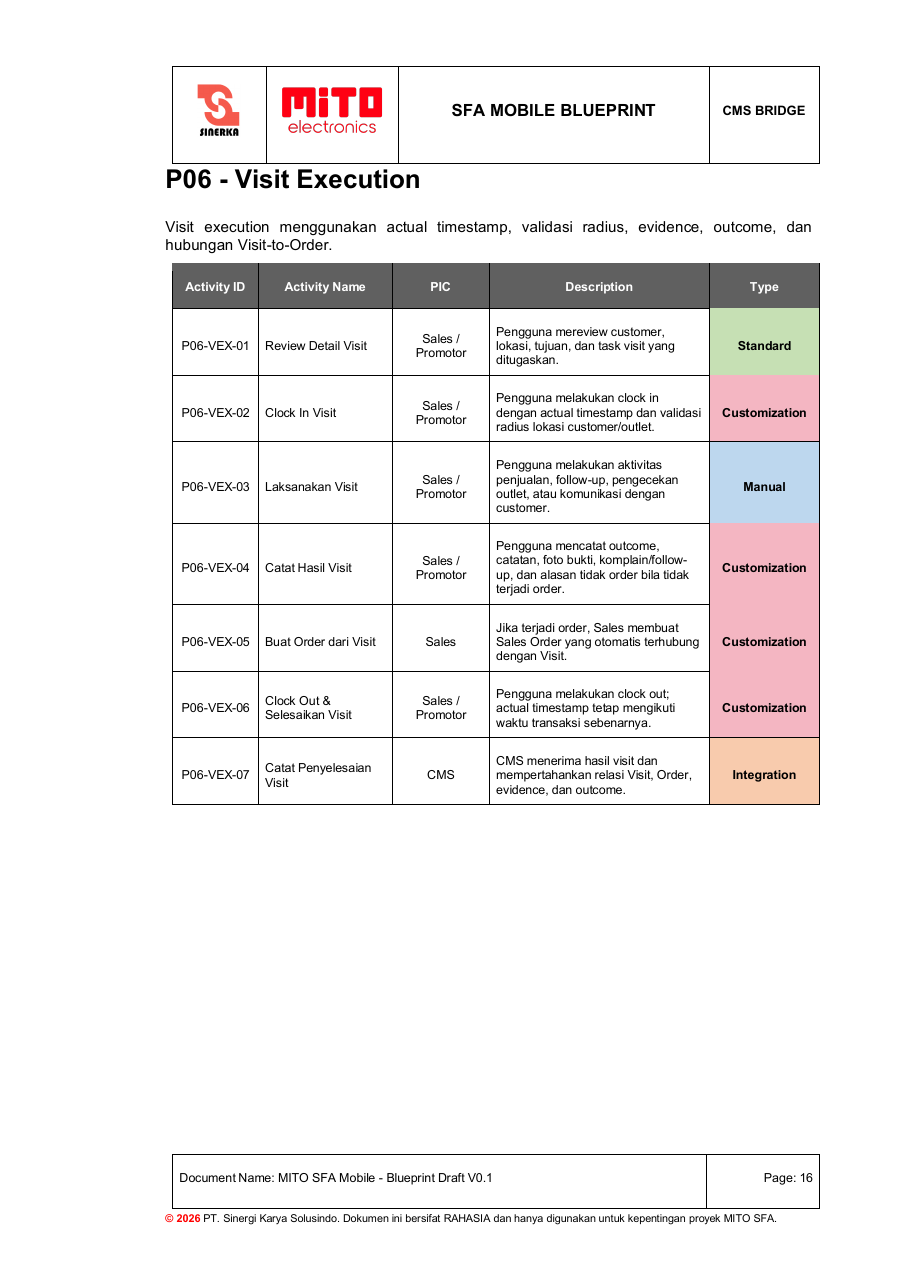 SINERKA
MiTO
electronics
SFA MOBILE BLUEPRINT
CMS BRIDGE
P06 - Visit Execution
Visit execution menggunakan actual timestamp, validasi radius, evidence, outcome, dan
hubungan Visit-to-Order.
Activity ID
Activity Name
PIC
Description
Type
P06-VEX-01
Review Detail Visit
Sales /
Promotor
Pengguna mereview customer,
lokasi, tujuan, dan task visit yang
ditugaskan.
Standard
P06-VEX-02
Clock In Visit
Sales /
Promotor
Pengguna melakukan clock in
dengan actual timestamp dan validasi
radius lokasi customer/outlet.
Customization
P06-VEX-03
Laksanakan Visit
Sales /
Promotor
Pengguna melakukan aktivitas
penjualan, follow-up, pengecekan
outlet, atau komunikasi dengan
customer.
Manual
P06-VEX-04
Catat Hasil Visit
Sales /
Promotor
Pengguna mencatat outcome,
catatan, foto bukti, komplain/follow-
up, dan alasan tidak order bila tidak
terjadi order.
Customization
P06-VEX-05
Buat Order dari Visit
Sales
Jika terjadi order, Sales membuat
Sales Order yang otomatis terhubung
dengan Visit.
Customization
P06-VEX-06
Clock Out &
Selesaikan Visit
Sales /
Promotor
Pengguna melakukan clock out;
actual timestamp tetap mengikuti
waktu transaksi sebenarnya.
Customization
P06-VEX-07
Catat Penyelesaian
Visit
CMS
CMS menerima hasil visit dan
mempertahankan relasi Visit, Order,
evidence, dan outcome.
Integration
Document Name: MITO SFA Mobile - Blueprint Draft V0.1
Page: 16
© 2026 PT. Sinergi Karya Solusindo. Dokumen ini bersifat RAHASIA dan hanya digunakan untuk kepentingan proyek MITO SFA.